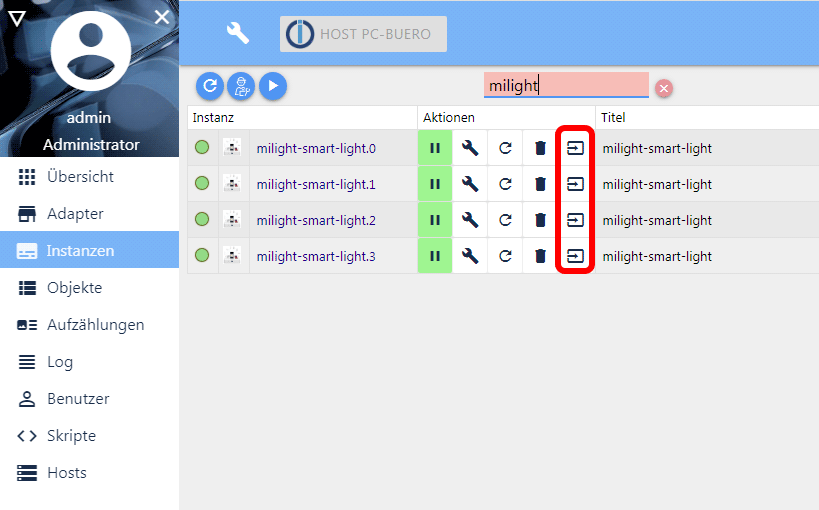 HOST PC-BUERO
admin
Administrator
Übersicht
Adapter
Instanzen
Objekte
Aufzählungen
Log
Benutzer
Skripte
Hosts
milight
Instanz Aktionen Titel
milight-smart-light.0 milight-smart-light
milight-smart-light.1 milight-smart-light
milight-smart-light.2 milight-smart-light
milight-smart-light.3 milight-smart-light